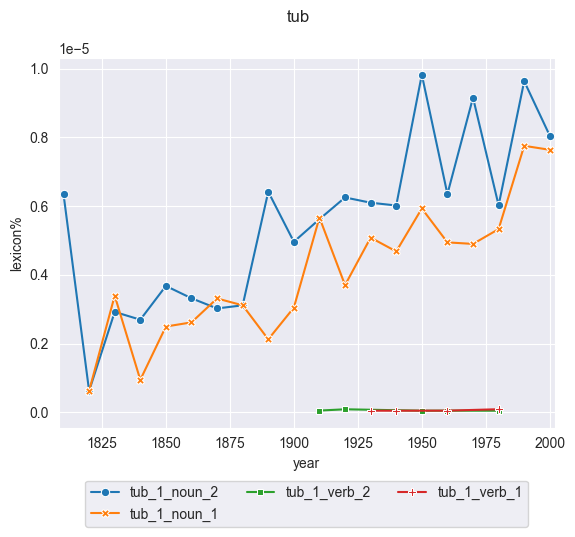 tub
1e−5
1.0
0.8
0.6
0.4
0.2
0.0
lexicon%
1825 1850 1875 1900 1925 1950 1975 2000
year
tub_1_noun_2 tub_1_verb_2 tub_1_verb_1
tub_1_noun_1